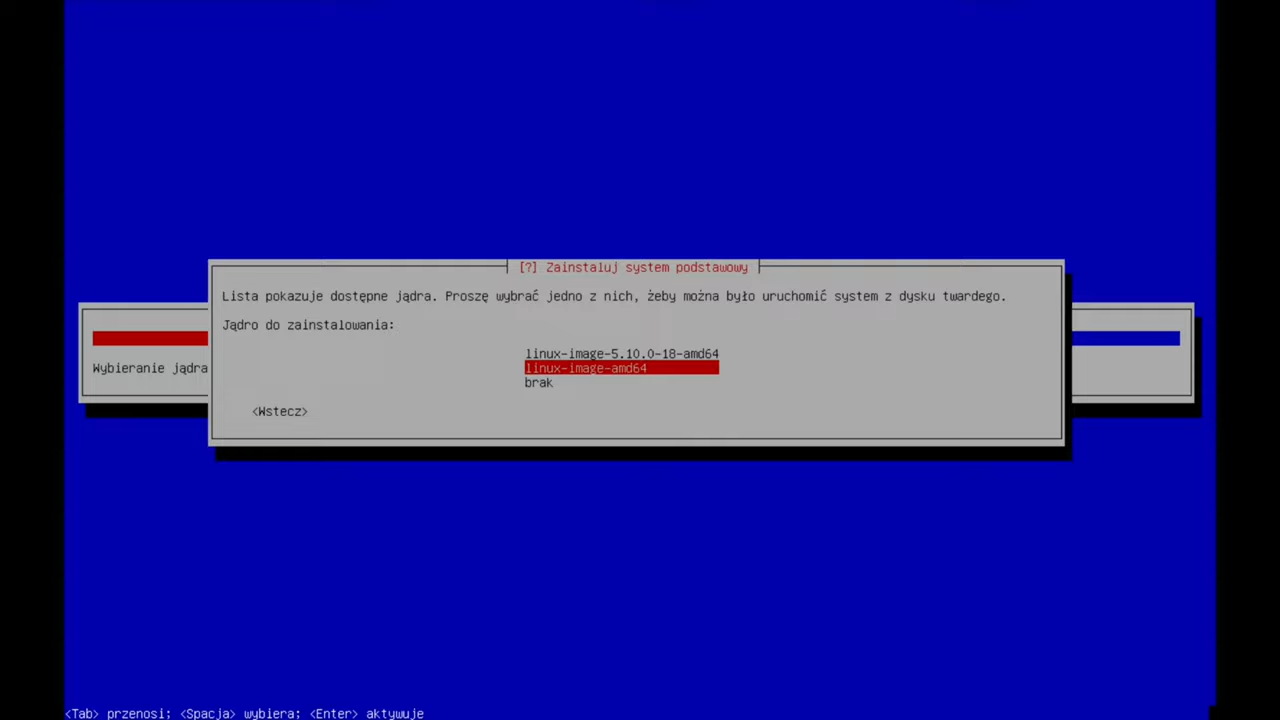 [?] Zainstaluj system podstawowy
Lista pokazuje dostępne jądra. Proszę wybrać jedno z nich, żeby można było uruchomić system z dysku twardego.
Jądro do zainstalowania:
linux-image-5.10.0-18-amd64
linux-image-amd64
brak
Wybieranie jądra
<Wstecz>
<Tab> przenosi; <Spacja> wybiera; <Enter> aktywuje